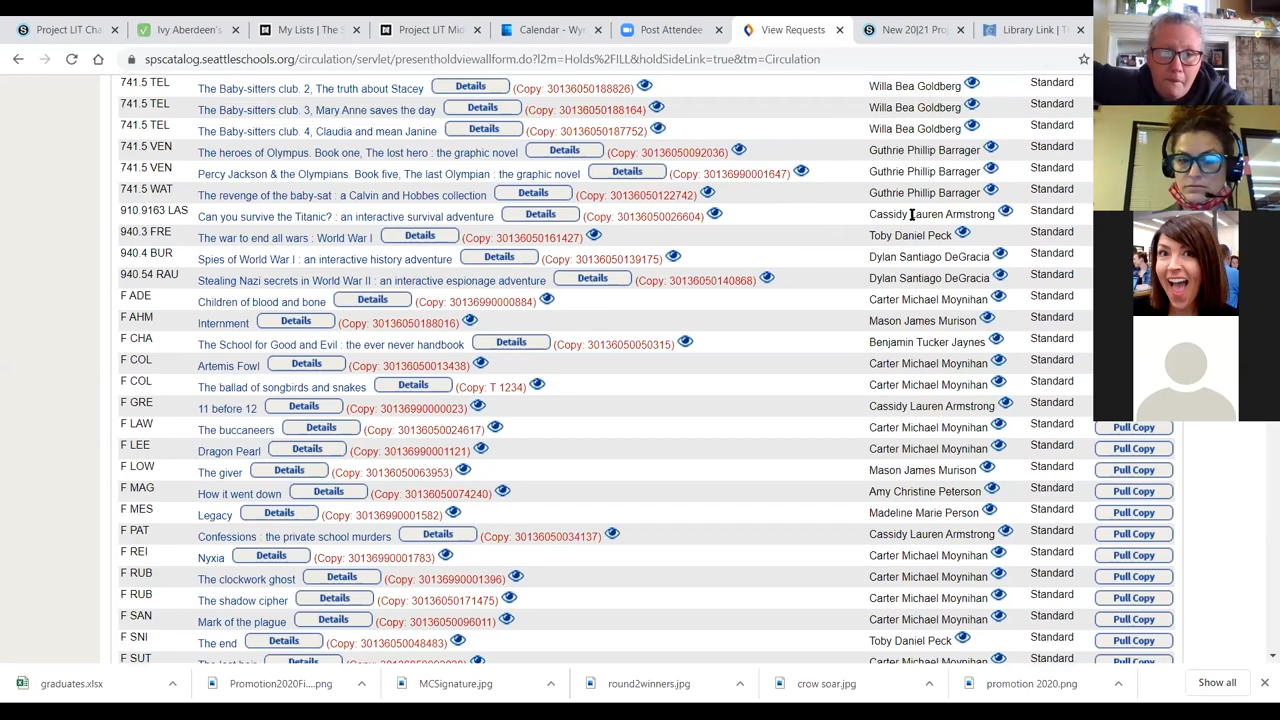 Project LIT Cha
Ivy Aberdeen's
My Lists | The S
Project LIT Mid
Calendar
Post Attendee
View Requests
New 20|21 Pro
Library Link | Th
spscatalog.seattleschools.org/circulation/servlet/presentholdviewallform.do?l2m=Holds%2FILL&holdSideLink=true&tm=Circulation
741.5 TEL The Baby-sitters club. 2, The truth about Stacey Details (Copy: 30136050188826) Willa Bea Goldberg Standard
741.5 TEL The Baby-sitters club. 3, Mary Anne saves the day Details (Copy: 30136050188164) Willa Bea Goldberg Standard
741.5 TEL The Baby-sitters club. 4, Claudia and mean Janine Details (Copy: 30136050187752) Willa Bea Goldberg Standard
741.5 VEN The heroes of Olympus. Book one, The lost hero : the graphic novel Details (Copy: 30136050092036) Guthrie Phillip Barrager Standard
741.5 VEN Percy Jackson & the Olympians. Book five, The last Olympian : the graphic novel Details (Copy: 30136990001647) Guthrie Phillip Barrager Standard
741.5 WAT The revenge of the baby-sat : a Calvin and Hobbes collection Details (Copy: 30136050122742) Guthrie Phillip Barrager Standard
910.9163 LAS Can you survive the Titanic? : an interactive survival adventure Details (Copy: 30136050026604) Cassidy Lauren Armstrong Standard
940.3 FRE The war to end all wars : World War I Details (Copy: 30136050161427) Toby Daniel Peck Standard
940.4 BUR Spies of World War I : an interactive history adventure Details (Copy: 30136050139175) Dylan Santiago DeGracia Standard
940.54 RAU Stealing Nazi secrets in World War II : an interactive espionage adventure Details (Copy: 30136050140868) Dylan Santiago DeGracia Standard
F ADE Children of blood and bone Details (Copy: 30136990000884) Carter Michael Moynihan Standard
F AHM Internment Details (Copy: 30136050188016) Mason James Murison Standard
F CHA The School for Good and Evil : the ever never handbook Details (Copy: 30136050050315) Benjamin Tucker Jaynes Standard
F COL Artemis Fowl Details (Copy: 30136050013438) Carter Michael Moynihan Standard
F COL The ballad of songbirds and snakes Details (Copy: T 1234) Carter Michael Moynihan Standard
F GRE 11 before 12 Details (Copy: 30136990000023) Cassidy Lauren Armstrong Standard
F LAW The buccaneers Details (Copy: 30136050024617) Carter Michael Moynihan Standard Pull Copy
F LEE Dragon Pearl Details (Copy: 30136990001121) Carter Michael Moynihan Standard Pull Copy
F LOW The giver Details (Copy: 30136050063953) Mason James Murison Standard Pull Copy
F MAG How it went down Details (Copy: 30136050074240) Amy Christine Peterson Standard Pull Copy
F MES Legacy Details (Copy: 30136990001582) Madeline Marie Person Standard Pull Copy
F PAT Confessions : the private school murders Details (Copy: 30136050034137) Cassidy Lauren Armstrong Standard Pull Copy
F REI Nyxia Details (Copy: 30136990001783) Carter Michael Moynihan Standard Pull Copy
F RUB The clockwork ghost Details (Copy: 30136990001396) Carter Michael Moynihan Standard Pull Copy
F RUB The shadow cipher Details (Copy: 30136050171475) Carter Michael Moynihan Standard Pull Copy
F SAN Mark of the plague Details (Copy: 30136050096011) Carter Michael Moynihan Standard Pull Copy
F SNI The end Details (Copy: 30136050048483) Toby Daniel Peck Standard Pull Copy
F SUT Details Carter Michael Moynihan Standard
graduates.xlsx
Promotion2020Fi....png
MCSignature.jpg
round2winners.jpg
crow soar.jpg
promotion 2020.png
Show all